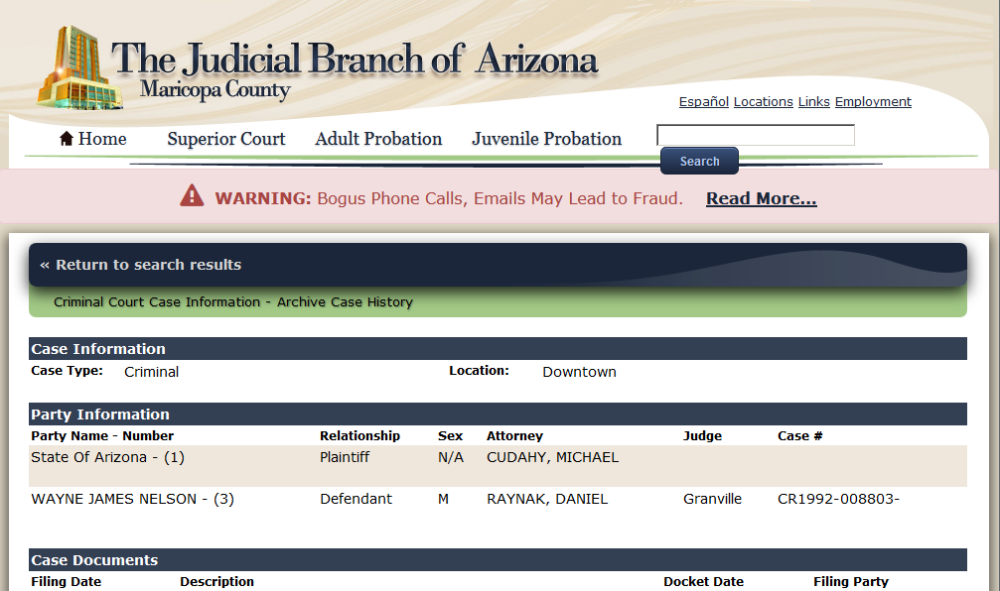 The Judicial Branch of Arizona
Maricopa County
Español Locations Links Employment
Home Superior Court Adult Probation Juvenile Probation
Search
WARNING: Bogus Phone Calls, Emails May Lead to Fraud. Read More...
« Return to search results
Criminal Court Case Information - Archive Case History
Case Information
Case Type: Criminal Location: Downtown
Party Information
Party Name - Number Relationship Sex Attorney Judge Case #
State Of Arizona - (1) Plaintiff N/A CUDAHY, MICHAEL
WAYNE JAMES NELSON - (3) Defendant M RAYNAK, DANIEL Granville CR1992-008803-
Case Documents
Filing Date Description Docket Date Filing Party